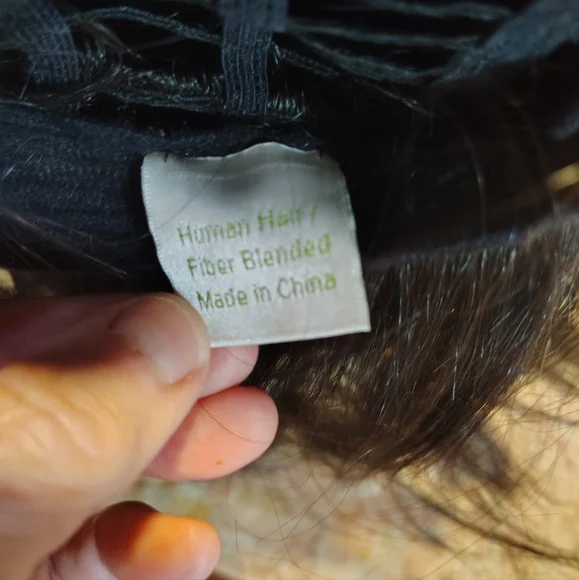 Human Hair/
Fiber Blended
Made in China